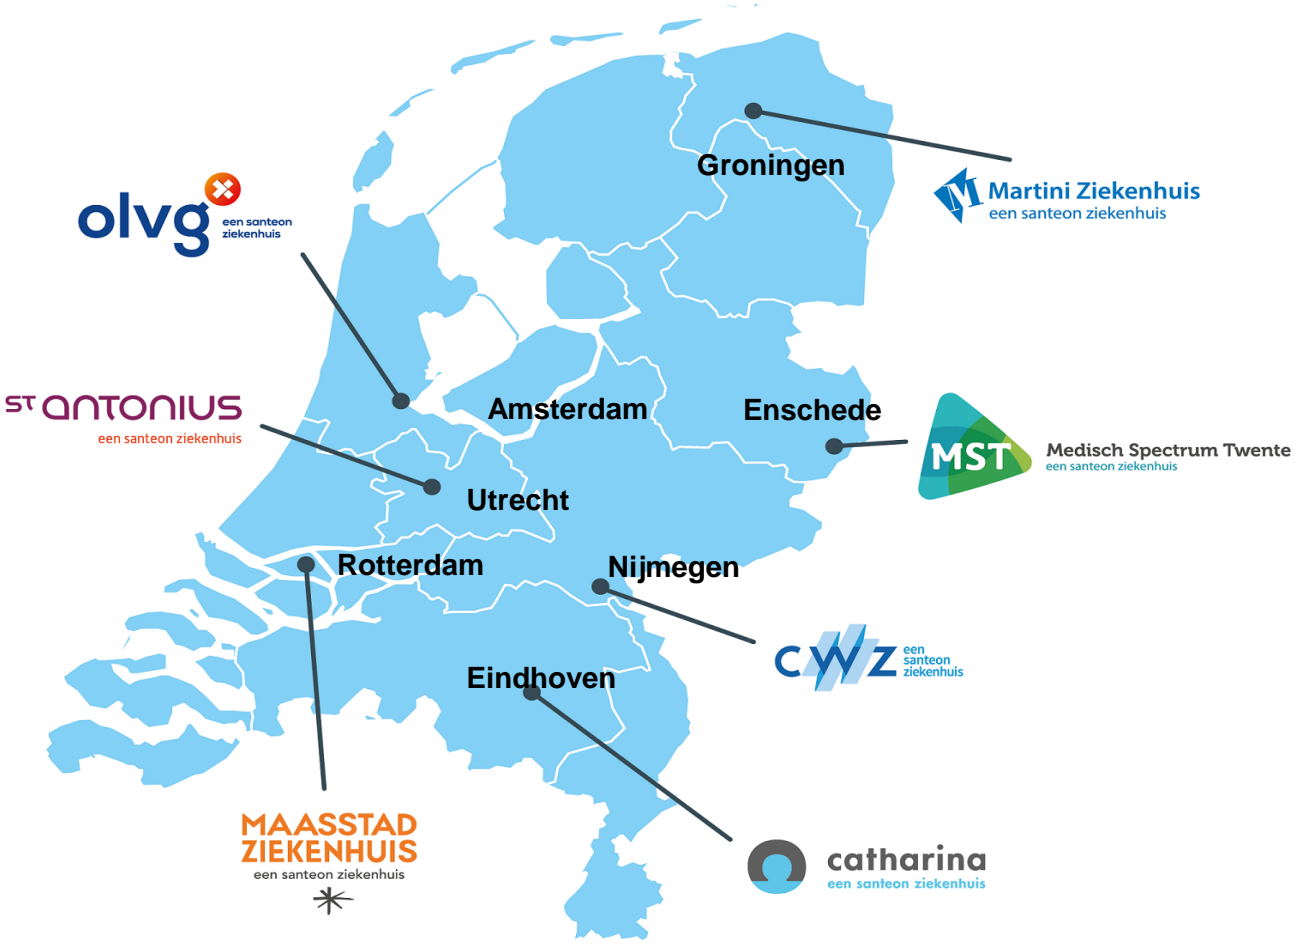 Groningen
Martini Ziekenhuis
een santeon ziekenhuis
olvg
een santeon
ziekenhuis
ST antonius
een santeon ziekenhuis
Amsterdam
Enschede
MST
Medisch Spectrum Twente
een santeon ziekenhuis
Utrecht
Rotterdam
Nijmegen
CWZ
een
santeon
ziekenhuis
Eindhoven
MAASSTAD
ZIEKENHUIS
een santeon ziekenhuis
catharina
een santeon ziekenhuis